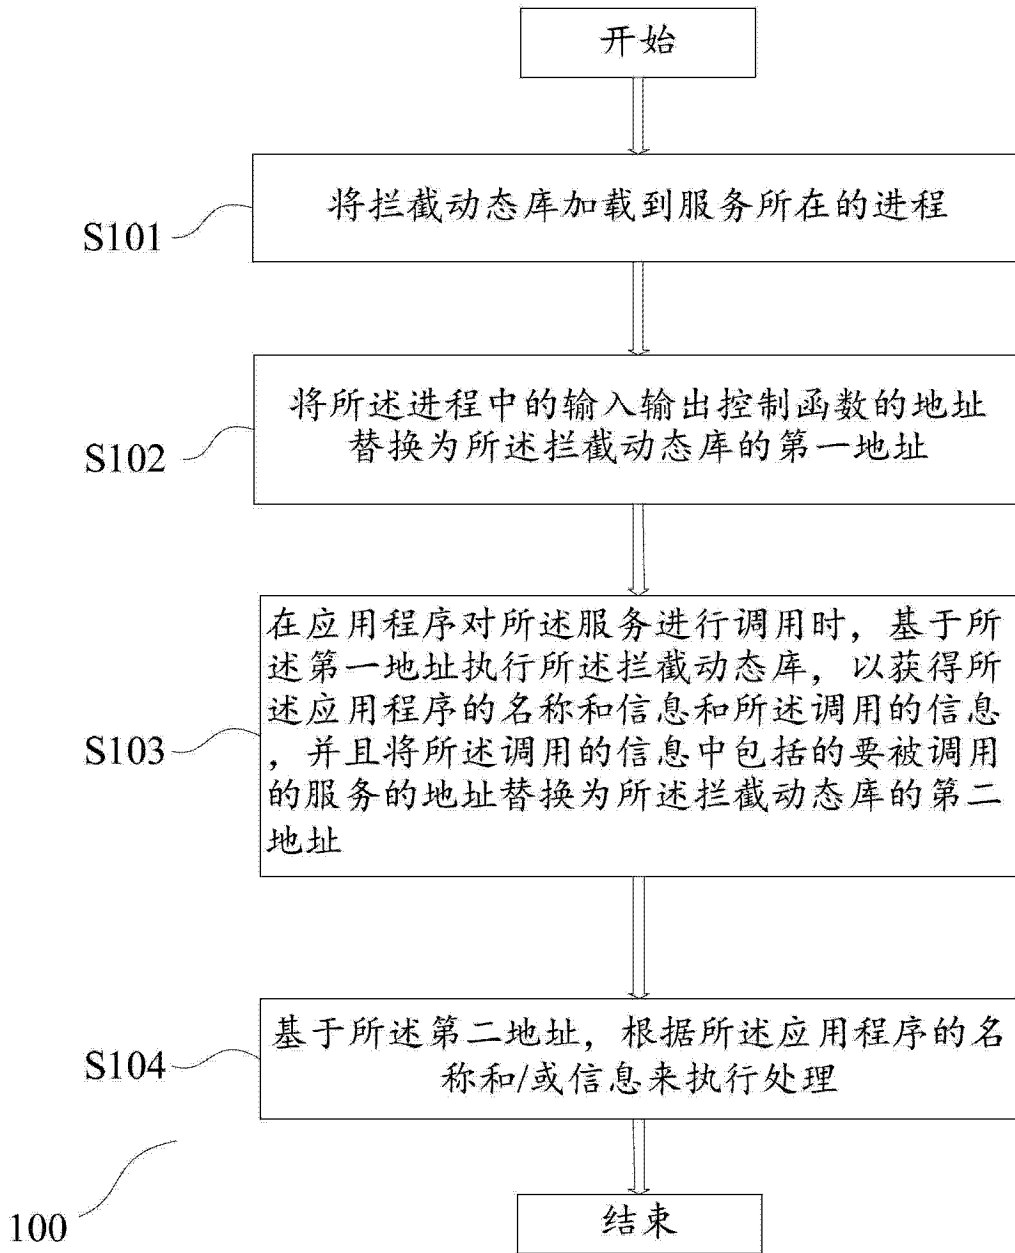 开始
将拦截动态库加载到服务所在的进程
S101
将所述进程中的输入输出控制函数的地址
替换为所述拦截动态库的第一地址
S102
在应用程序对所述服务进行调用时，基于所
述第一地址执行所述拦截动态库，以获得所
述应用程序的名称和信息和所述调用的信息
，并且将所述调用的信息中包括的要被调用
的服务的地址替换为所述拦截动态库的第二
地址
S103
基于所述第二地址，根据所述应用程序的名
称和/或信息来执行处理
S104
结束
100